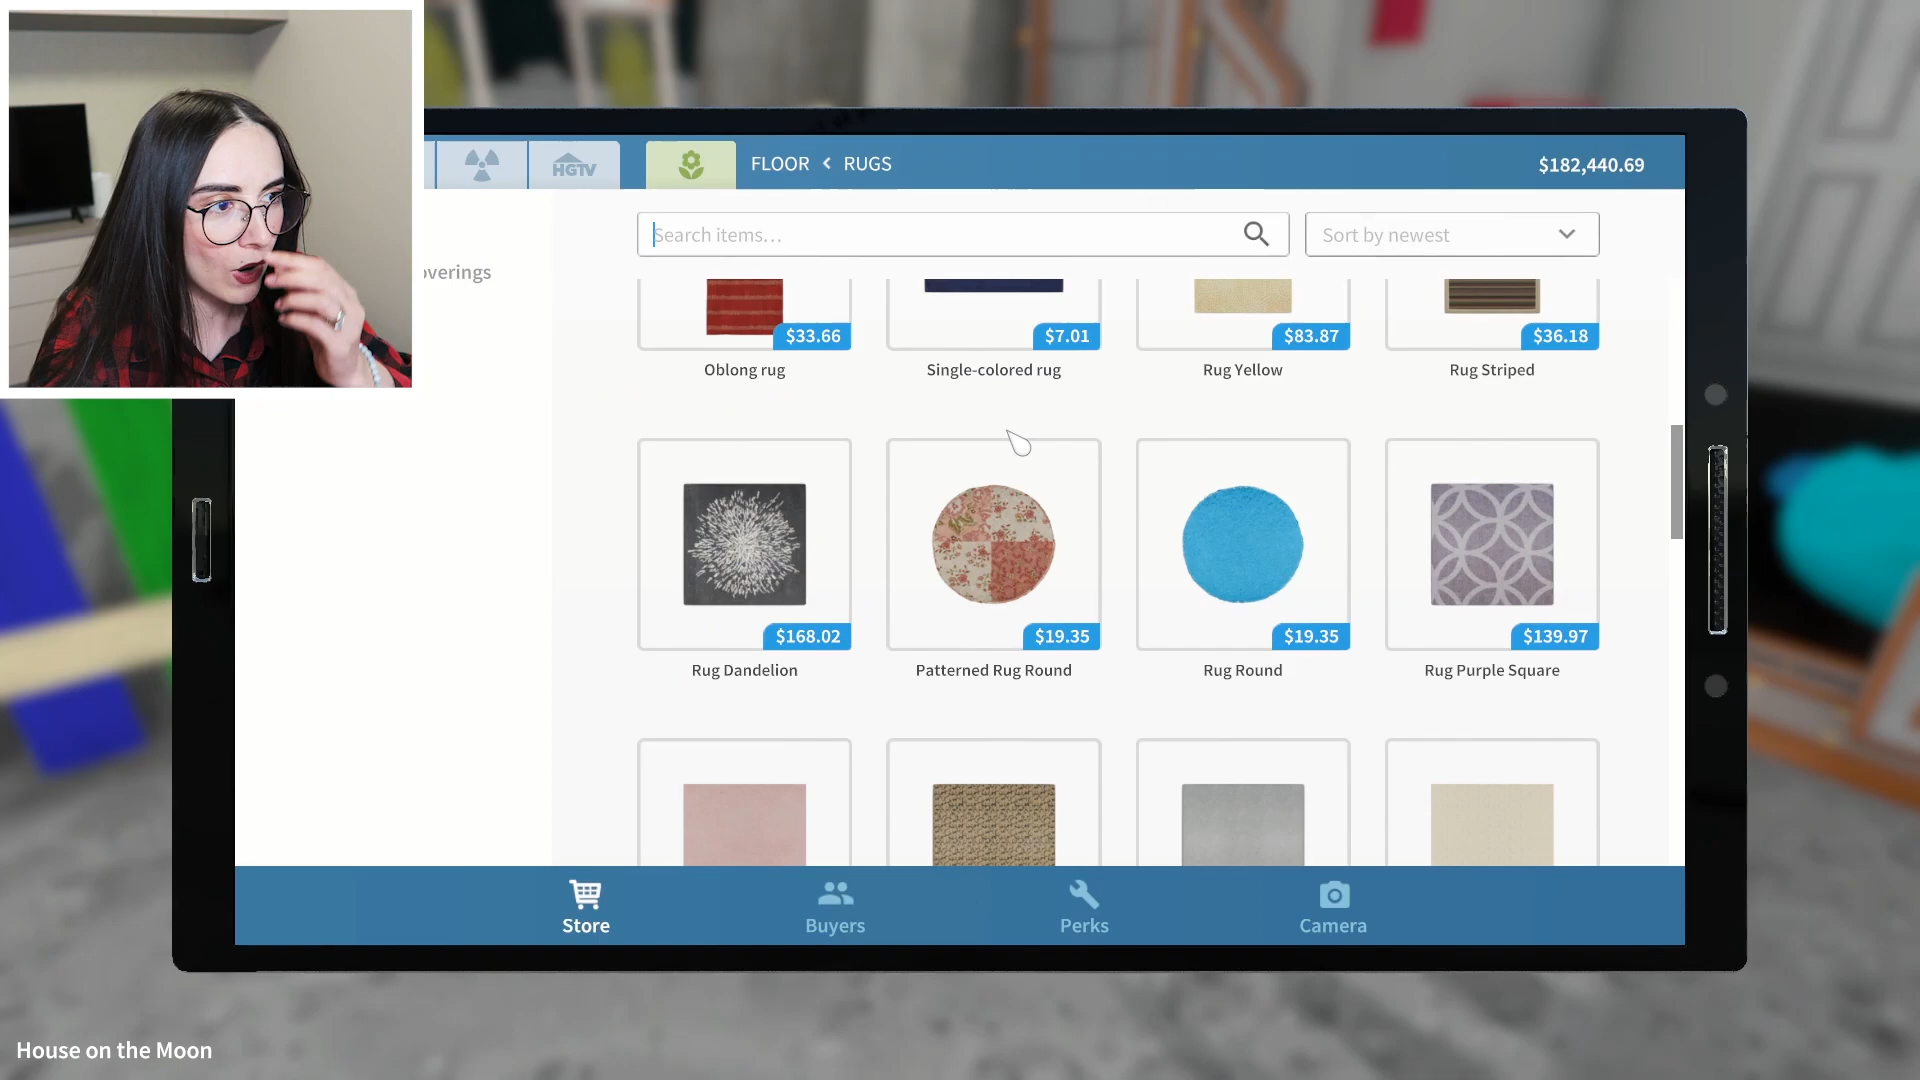 HGTV
FLOOR < RUGS
$182,440.69
Search items...
Sort by newest
overings
$33.66
$7.01
$83.87
$36.18
Oblong rug
Single-colored rug
Rug Yellow
Rug Striped
$168.02
$19.35
$19.35
$139.97
Rug Dandelion
Patterned Rug Round
Rug Round
Rug Purple Square
Store
Buyers
Perks
Camera
House on the Moon